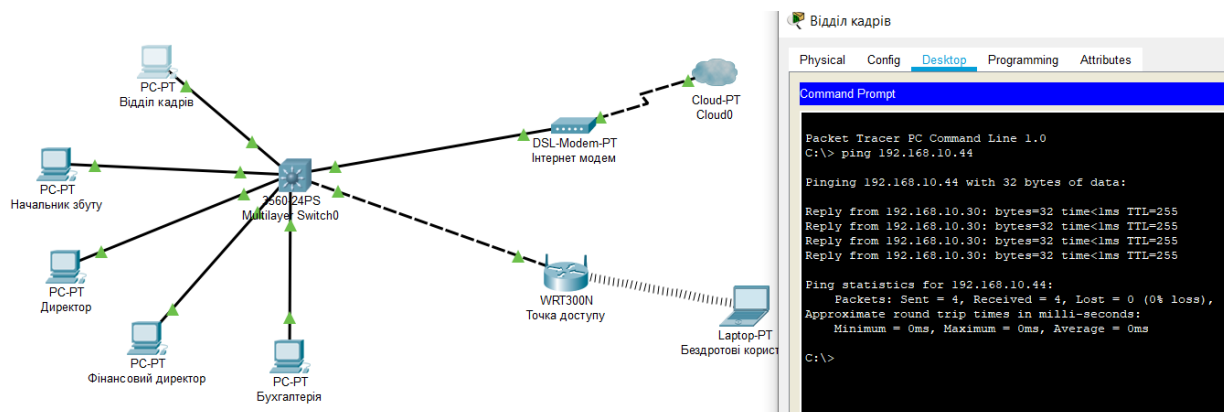 PC-PT
Відділ кадрів
PC-PT
Начальник збуту
PC-PT
Директор
PC-PT
Фінансовий директор
PC-PT
Бухгалтерія
3560-24PS
Multilayer Switch0
Cloud-PT
Cloud0
DSL-Modem-PT
Інтернет модем
WRT300N
Точка доступу
Laptop-PT
Бездротові корист
Відділ кадрів
Physical Config Desktop Programming Attributes
Command Prompt
Packet Tracer PC Command Line 1.0
C:\> ping 192.168.10.44
Pinging 192.168.10.44 with 32 bytes of data:
Reply from 192.168.10.30: bytes=32 time<1ms TTL=255
Reply from 192.168.10.30: bytes=32 time<1ms TTL=255
Reply from 192.168.10.30: bytes=32 time<1ms TTL=255
Reply from 192.168.10.30: bytes=32 time<1ms TTL=255
Ping statistics for 192.168.10.44:
Packets: Sent = 4, Received = 4, Lost = 0 (0% loss),
Approximate round trip times in milli-seconds:
Minimum = 0ms, Maximum = 0ms, Average = 0ms
C:\>